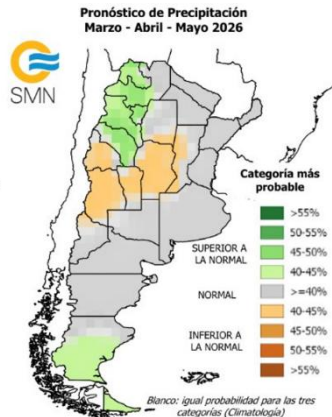 Pronóstico de Precipitación
Marzo - Abril - Mayo 2026
SMN
Categoría más
probable
>55%
50-55%
45-50%
SUPERIOR A
LA NORMAL
40-45%
NORMAL
>=40%
40-45%
INFERIOR A
LA NORMAL
45-50%
50-55%
>55%
Blanco: igual probabilidad para las tres
categorías (Climatología)